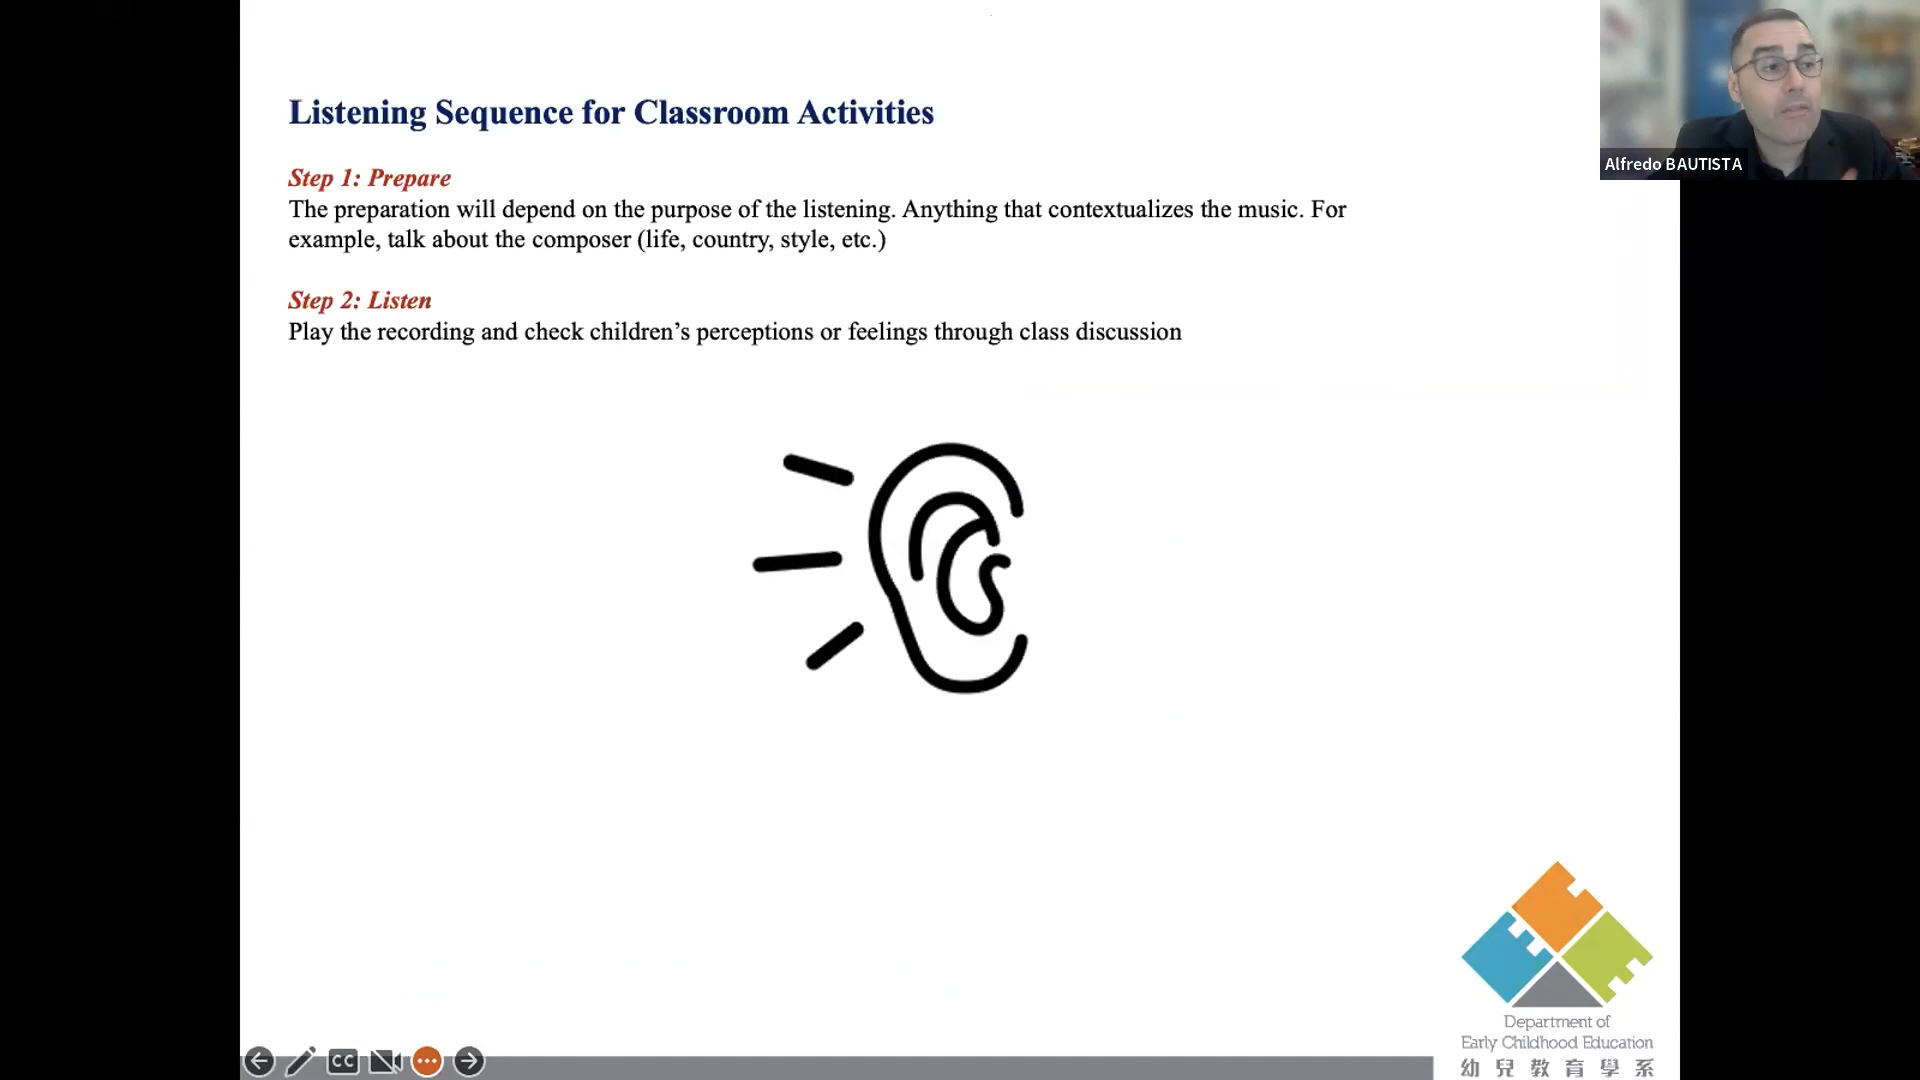 Listening Sequence for Classroom Activities
Step 1: Prepare
The preparation will depend on the purpose of the listening. Anything that contextualizes the music. For
example, talk about the composer (life, country, style, etc.)
Step 2: Listen
Play the recording and check children’s perceptions or feelings through class discussion
Alfredo BAUTISTA
Department of
Early Childhood Education
幼兒教育學系
CC